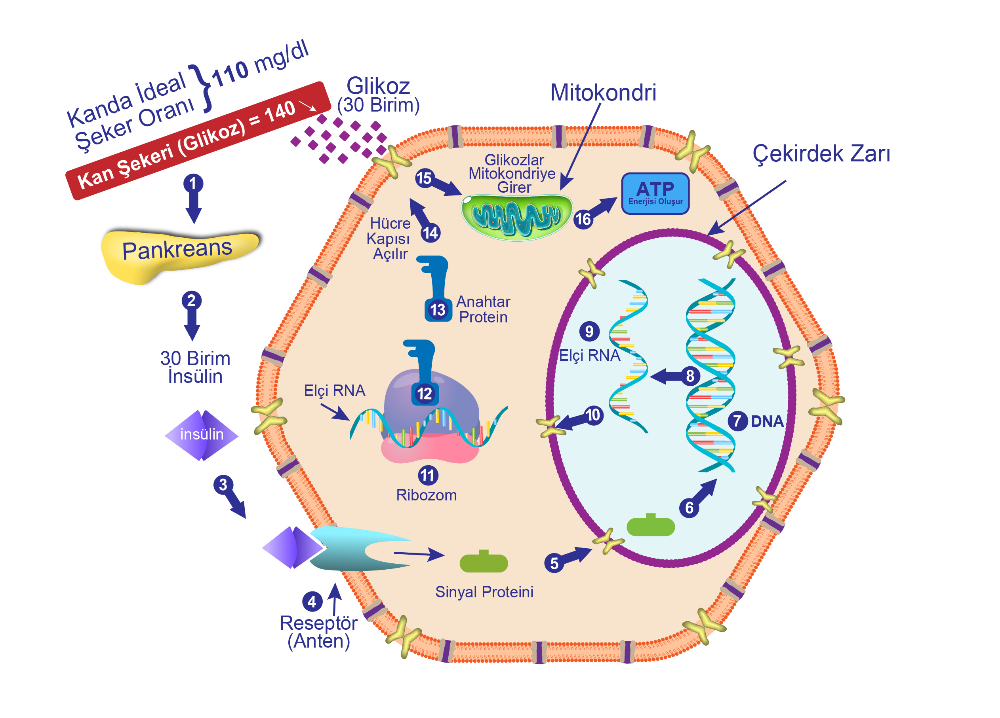 Kanda İdeal
Şeker Oranı
} 110 mg/dl
Kan Şekeri (Glikoz) = 140
Glikoz
(30 Birim)
Mitokondri
Çekirdek Zarı
1
Pankreans
2
30 Birim
İnsülin
insülin
3
4
Reseptör
(Anten)
Sinyal Proteini
5
6
7 DNA
8
9
Elçi RNA
10
11
Ribozom
Elçi RNA
12
13
Anahtar
Protein
14
Hücre
Kapısı
Açılır
15
Glikozlar
Mitokondriye
Girer
16
ATP
Enerjisi Oluşur